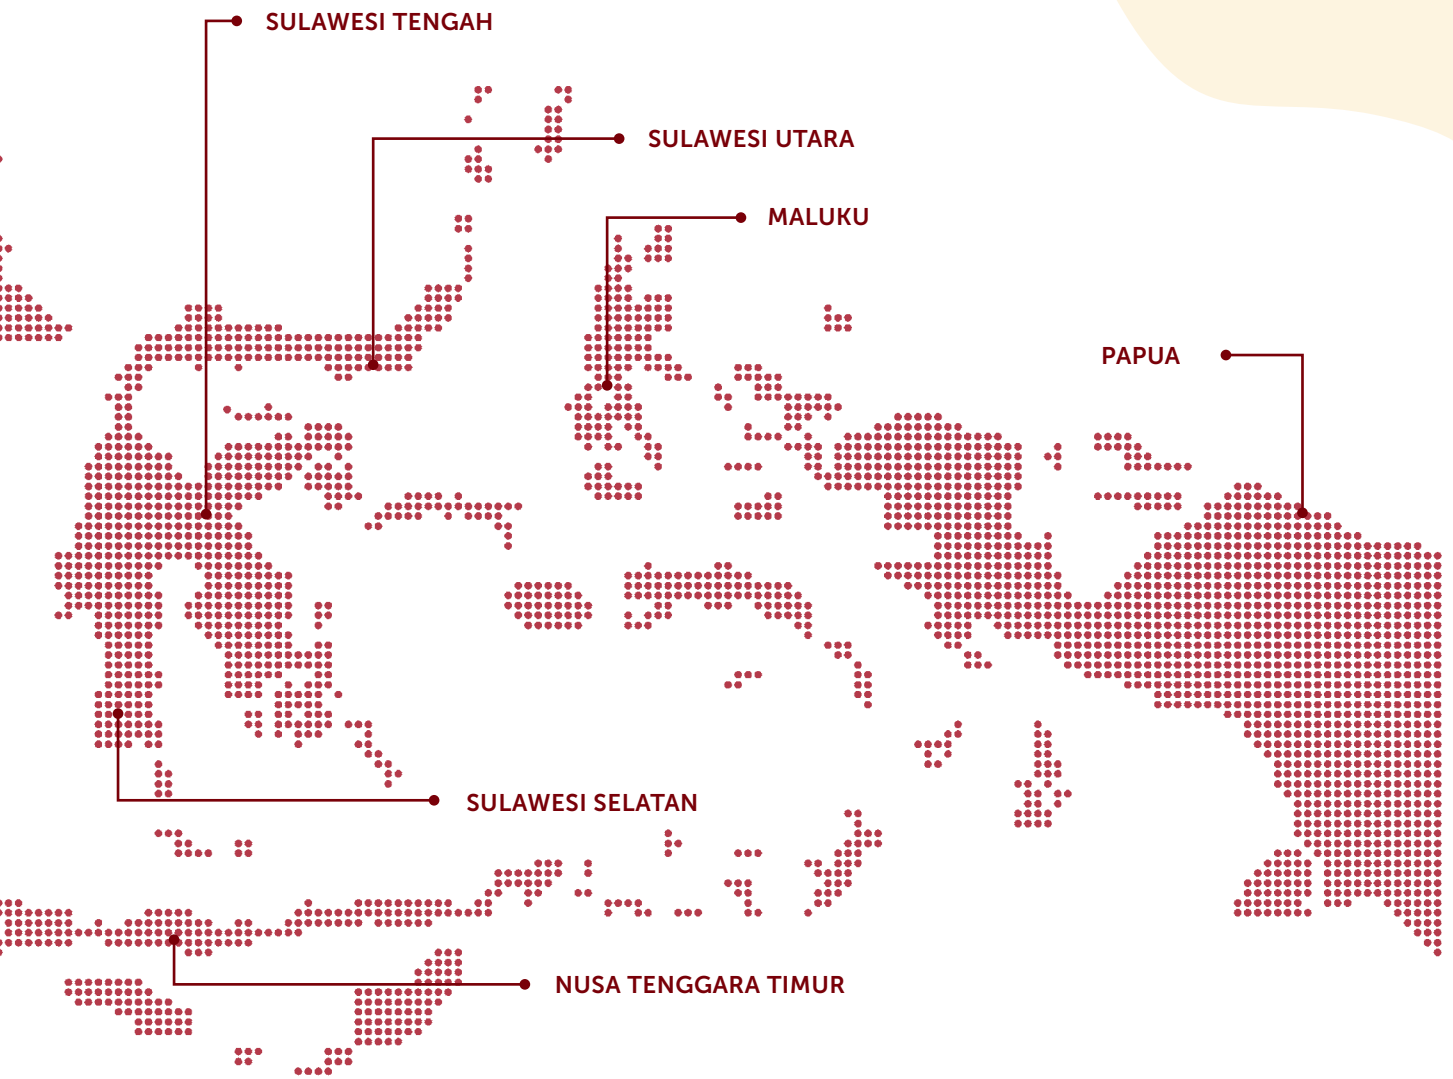 SULAWESI TENGAH
SULAWESI UTARA
MALUKU
PAPUA
SULAWESI SELATAN
NUSA TENGGARA TIMUR